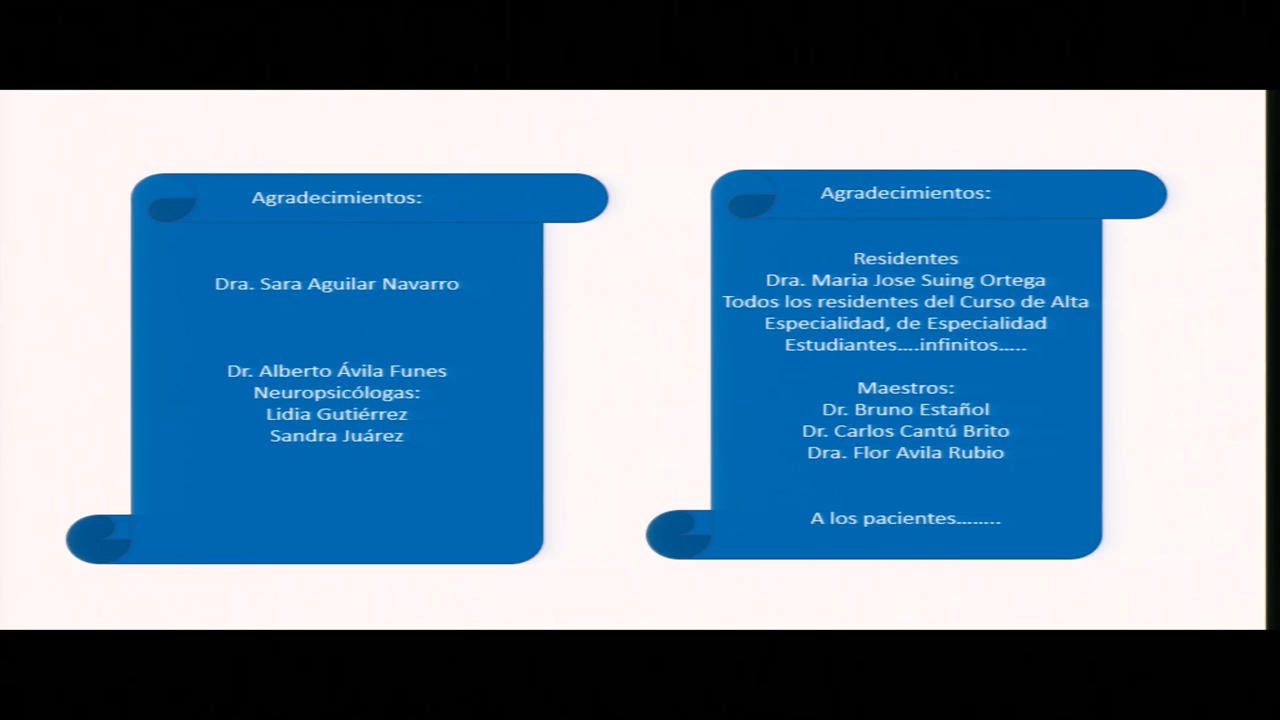 Agradecimientos:
Dra. Sara Aguilar Navarro
Dr. Alberto Ávila Funes
Neuropsicólogas:
Lidia Gutiérrez
Sandra Juárez
Agradecimientos:
Residentes
Dra. Maria Jose Suing Ortega
Todos los residentes del Curso de Alta
Especialidad, de Especialidad
Estudiantes....infinitos.....
Maestros:
Dr. Bruno Estañol
Dr. Carlos Cantú Brito
Dra. Flor Avila Rubio
A los pacientes........